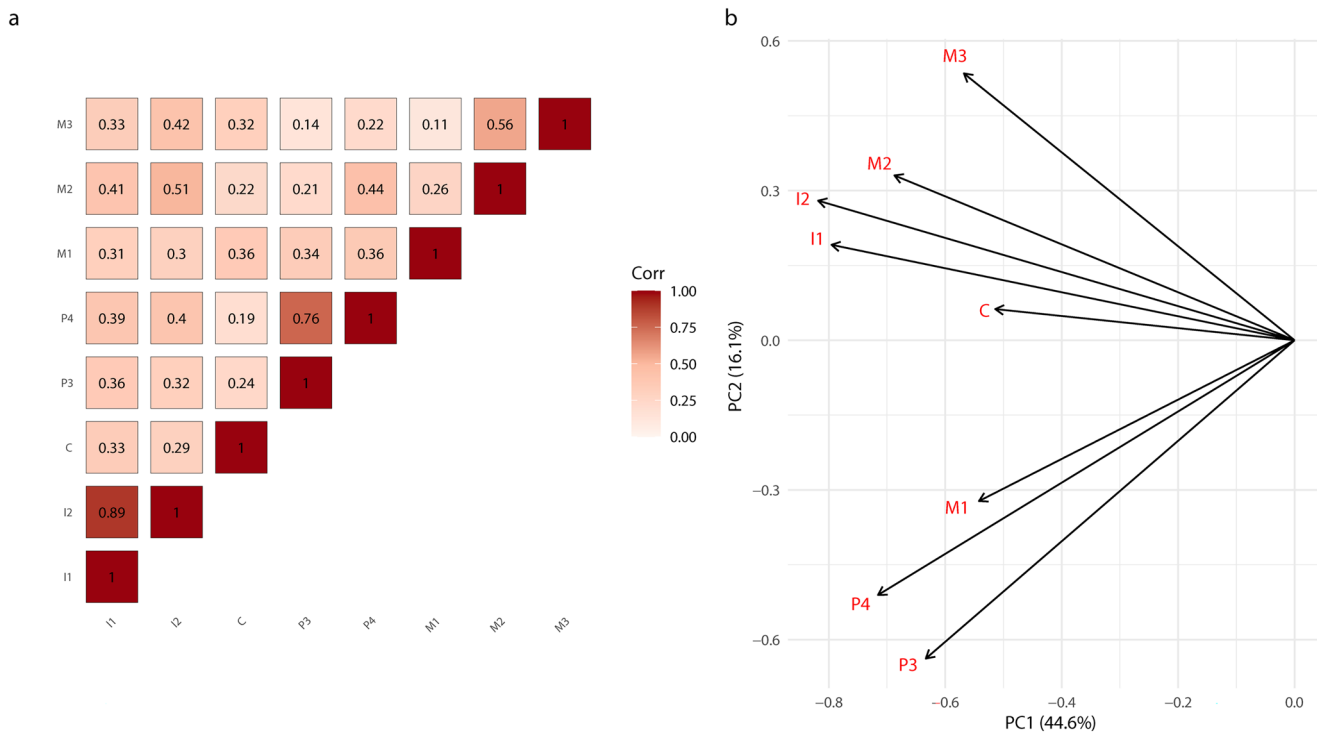 a
M3 0.33 0.42 0.32 0.14 0.22 0.11 0.56 1
M2 0.41 0.51 0.22 0.21 0.44 0.26 1
M1 0.31 0.3 0.36 0.34 0.36 1
P4 0.39 0.4 0.19 0.76 1
P3 0.36 0.32 0.24 1
C 0.33 0.29 1
I2 0.89 1
I1 1
I1 I2 C P3 P4 M1 M2 M3
Corr
1.00
0.75
0.50
0.25
0.00
b
PC2 (16.1%)
0.6
0.3
0.0
−0.3
−0.6
M3
M2
I2
I1
C
M1
P4
P3
−0.8 −0.6 −0.4 −0.2 0.0
PC1 (44.6%)